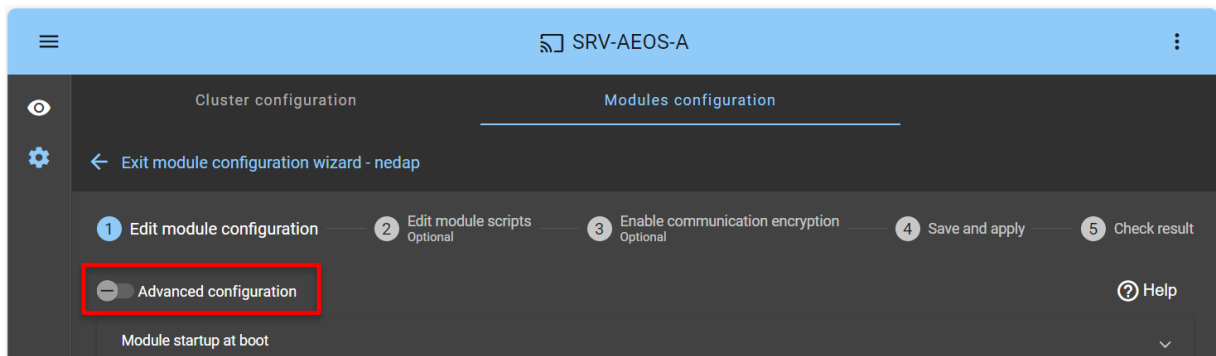 SRV-AEOS-A
Cluster configuration
Modules configuration
Exit module configuration wizard - nedap
1 Edit module configuration
2 Edit module scripts
Optional
3 Enable communication encryption
Optional
4 Save and apply
5 Check result
Advanced configuration
Help
Module startup at boot